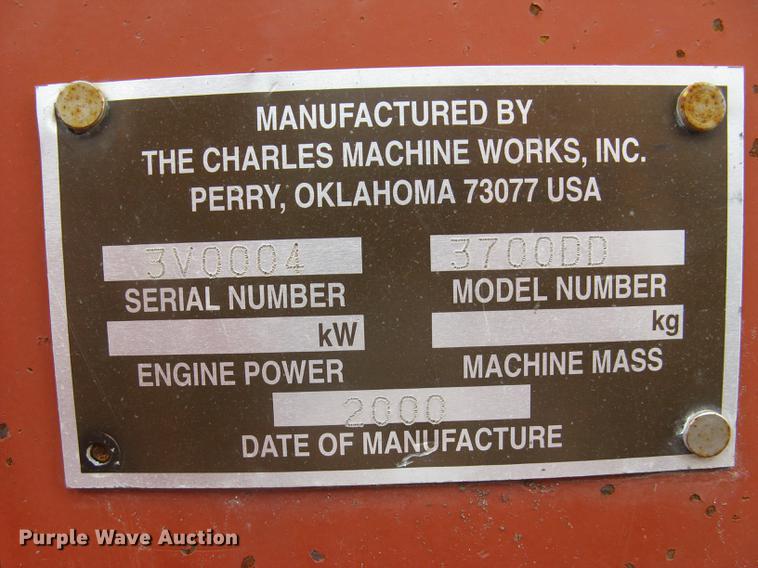 MANUFACTURED BY
THE CHARLES MACHINE WORKS, INC.
PERRY, OKLAHOMA 73077 USA
3V0004 3700DD
SERIAL NUMBER MODEL NUMBER
kW kg
ENGINE POWER MACHINE MASS
2000
DATE OF MANUFACTURE
Purple Wave Auction